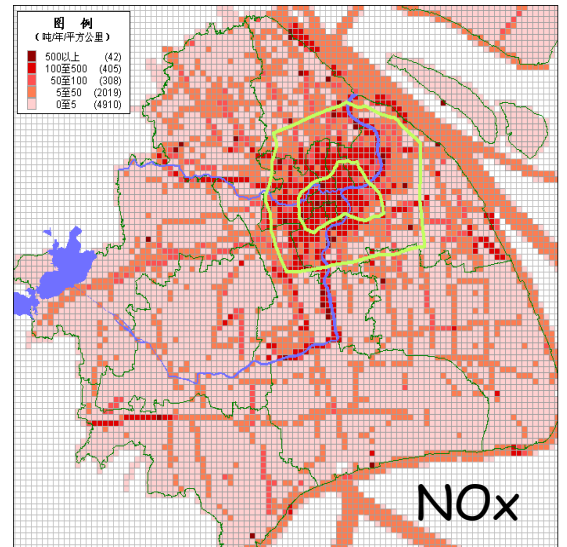 图 例
(吨/年/平方公里)
500以上 (42)
100至500 (405)
50至100 (308)
5至50 (2019)
0至5 (4910)
NOx